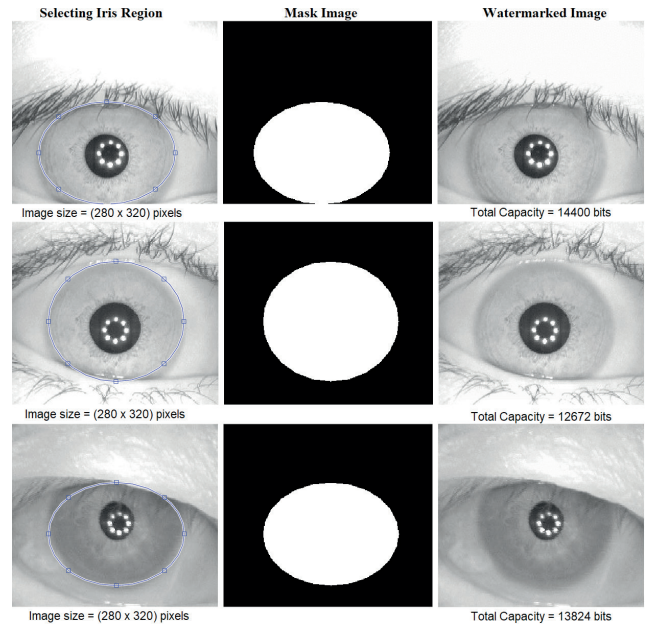 Selecting Iris Region Mask Image Watermarked Image
Image size = (280 x 320) pixels Total Capacity = 14400 bits
Image size = (280 x 320) pixels Total Capacity = 12672 bits
Image size = (280 x 320) pixels Total Capacity = 13824 bits